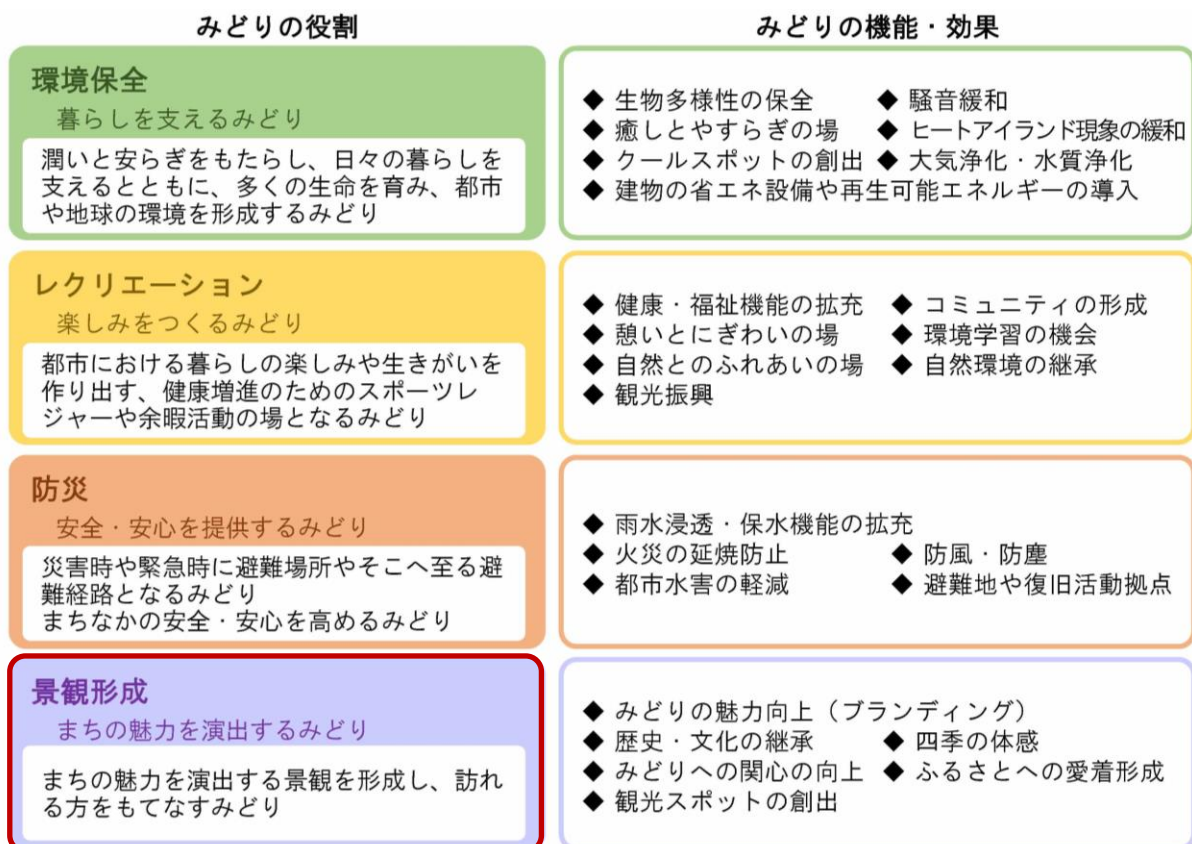 みどりの役割
みどりの機能・効果
環境保全
暮らしを支えるみどり
潤いと安らぎをもたらし、日々の暮らしを
支えるとともに、多くの生命を育み、都市
や地球の環境を形成するみどり
◆ 生物多様性の保全 ◆ 騒音緩和
◆ 癒しとやすらぎの場 ◆ ヒートアイランド現象の緩和
◆ クールスポットの創出 ◆ 大気浄化・水質浄化
◆ 建物の省エネ設備や再生可能エネルギーの導入
レクリエーション
楽しみをつくるみどり
都市における暮らしの楽しみや生きがいを
作り出す、健康増進のためのスポーツレ
ジャーや余暇活動の場となるみどり
◆ 健康・福祉機能の拡充 ◆ コミュニティの形成
◆ 憩いとにぎわいの場 ◆ 環境学習の機会
◆ 自然とのふれあいの場 ◆ 自然環境の継承
◆ 観光振興
防災
安全・安心を提供するみどり
災害時や緊急時に避難場所やそこへ至る避
難経路となるみどり
まちなかの安全・安心を高めるみどり
◆ 雨水浸透・保水機能の拡充
◆ 火災の延焼防止 ◆ 防風・防塵
◆ 都市水害の軽減 ◆ 避難地や復旧活動拠点
景観形成
まちの魅力を演出するみどり
まちの魅力を演出する景観を形成し、訪れ
る方をもてなすみどり
◆ みどりの魅力向上（ブランディング）
◆ 歴史・文化の継承 ◆ 四季の体感
◆ みどりへの関心の向上 ◆ ふるさとへの愛着形成
◆ 観光スポットの創出